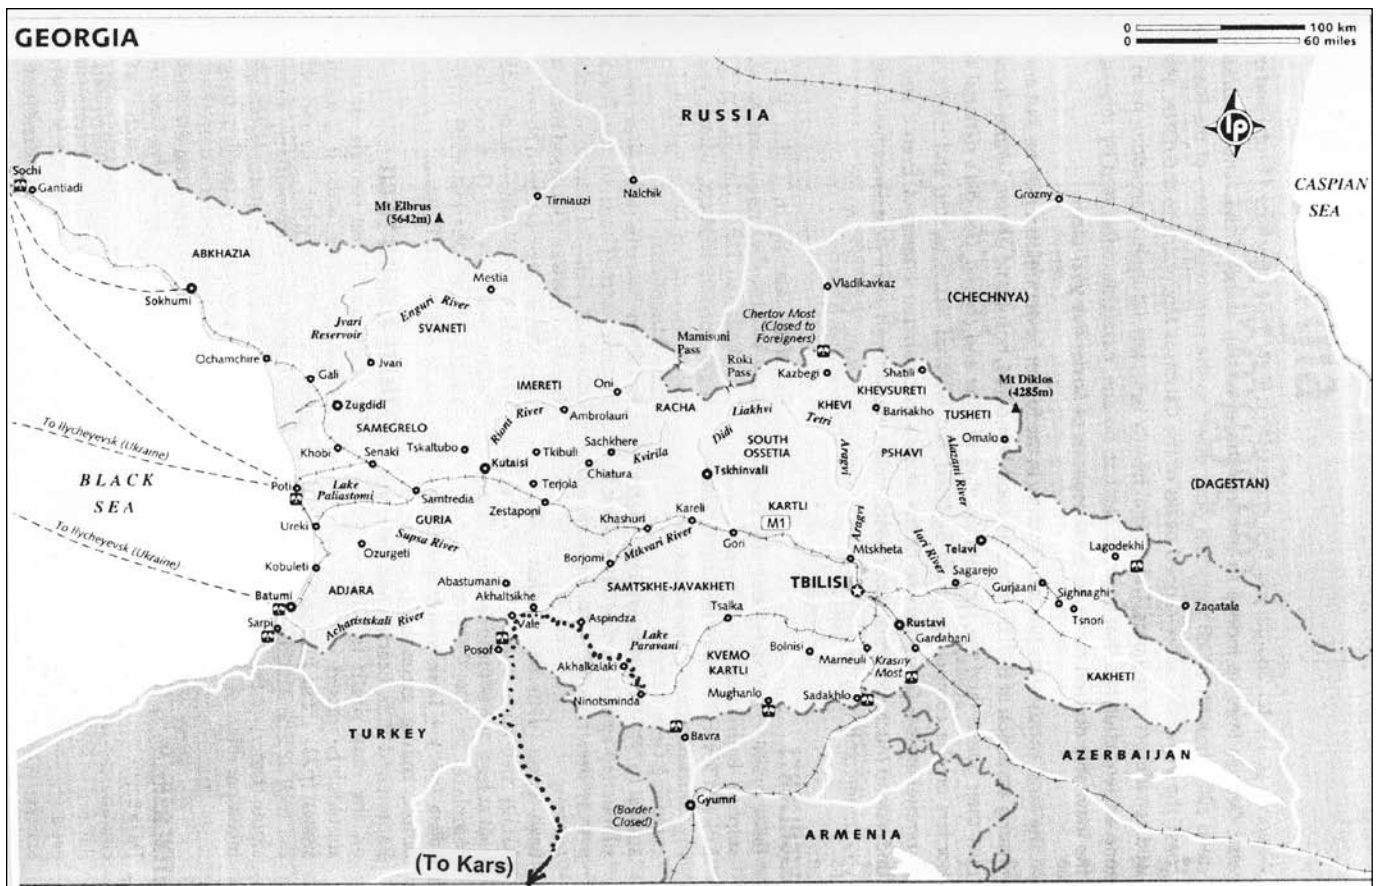 GEORGIA
0 100 km
0 60 miles
RUSSIA
lp
Sochi
Gantiadi
Nalchik
Tirniauzi
Grozny
CASPIAN
SEA
Mt Elbrus
(5642m)
ABKHAZIA
Mestia
Vladikavkaz
(CHECHNYA)
Sokhumi
Enguri River
SVANETI
Jvari
Reservoir
Chertov Most
(Closed to
Foreigners)
Mamisuni
Pass
Roki
Pass
Ochamchire
Jvari
Gali
Kazbegi
Shatili
Mt Diklos
(4285m)
IMERETI
Oni
KHEVSURETI
Zugdidi
Rioni River
Ambrolauri
RACHA
Liakhvi
Didi
KHEVI
Tetri
Aragvi
Barisakho
TUSHETI
Omalo
SAMEGRELO
To Ilycheyevsk (Ukraine)
Khobi
Senaki
Tskaltubo
Tkibuli
Sachkhere
Kvirila
Chiatura
SOUTH
OSSETIA
PSHAVI
Alazani River
Kutaisi
Tskhinvali
BLACK
SEA
Poti
Lake
Paliastomi
Samtredia
Terjola
Zestaponi
(DAGESTAN)
Ureki
GURIA
Supsa River
Khashuri
Kareli
KARTLI
M1
Aragvi
To Ilycheyevsk (Ukraine)
Ozurgeti
Mtkvari River
Gori
Iori River
Telavi
Lagodekhi
Kobuleti
Borjomi
Mtskheta
ADJARA
Abastumani
SAMTSKHE-JAVAKHETI
TBILISI
Sagarejo
Gurjaani
Batumi
Akhaltsikhe
Sighnaghi
Zaqatala
Sarpi
Acharistskali River
Vale
Aspindza
Tsalka
Tsnori
Rustavi
Posof
Lake
Paravani
KVEMO
KARTLI
Bolnisi
Marneuli
Gardabani
Krasny
Most
Akhalkalaki
KAKHETI
Ninotsminda
Mughanlo
Sadakhlo
TURKEY
Bavra
AZERBAIJAN
(Border
Closed)
Gyumri
ARMENIA
(To Kars)